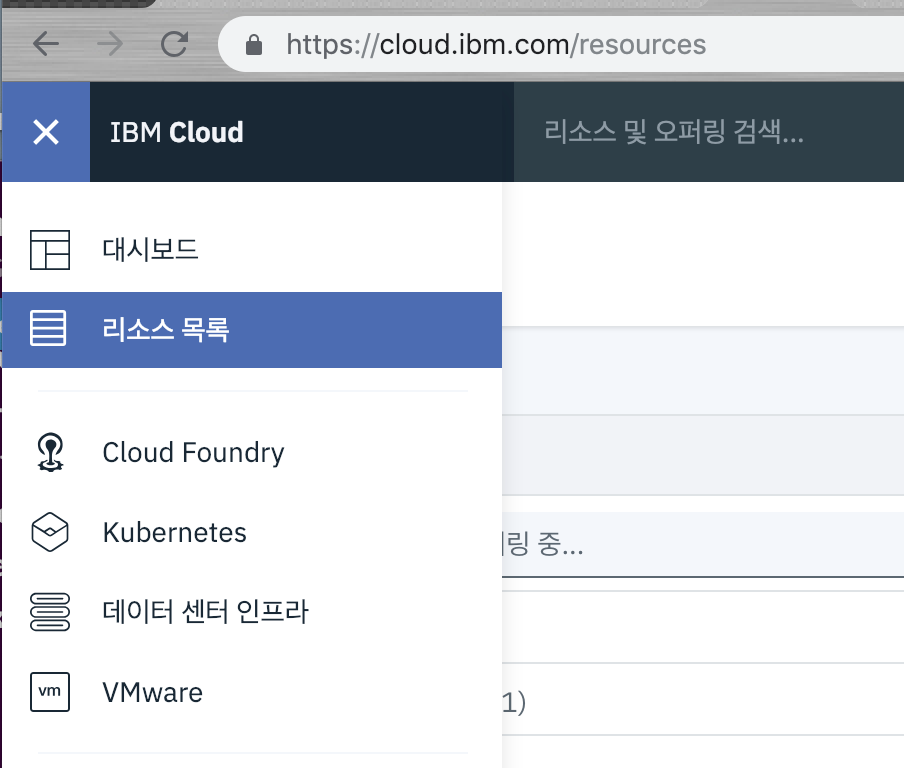 https://cloud.ibm.com/resources
IBM Cloud
리소스 및 오퍼링 검색...
대시보드
리소스 목록
Cloud Foundry
Kubernetes
링 중...
데이터 센터 인프라
vm VMware
1)